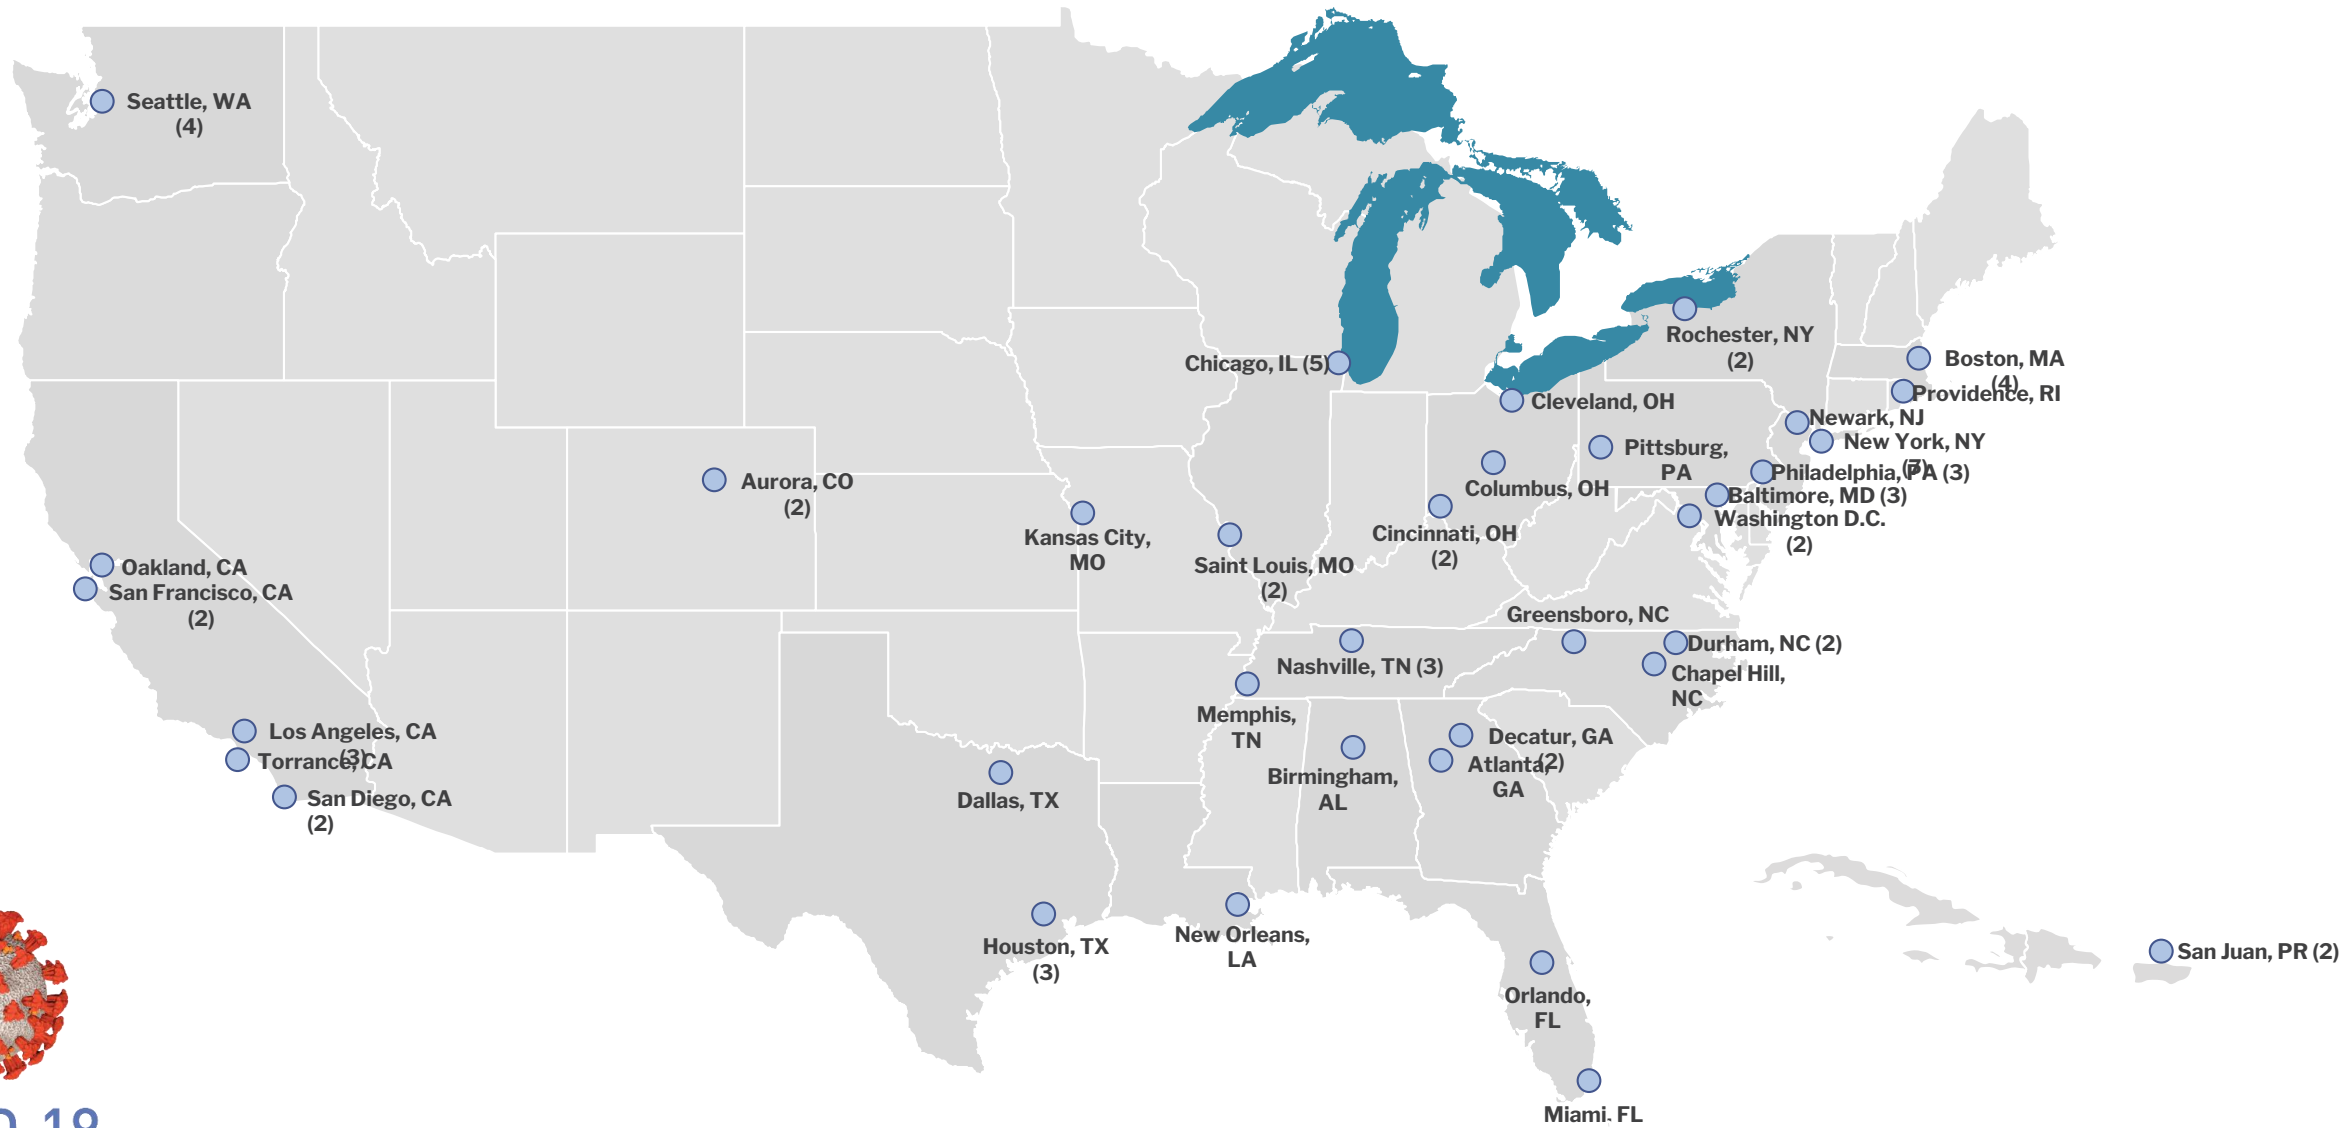 Seattle, WA
(4)
Rochester, NY
(2)
Boston, MA
(4)
Chicago, IL (5)
Providence, RI
Cleveland, OH
Newark, NJ
New York, NY
(7)
Pittsburg,
PA
Philadelphia, PA (3)
Aurora, CO
(2)
Columbus, OH
Baltimore, MD (3)
Washington D.C.
(2)
Kansas City,
MO
Cincinnati, OH
(2)
Saint Louis, MO
(2)
Oakland, CA
San Francisco, CA
(2)
Greensboro, NC
Durham, NC (2)
Nashville, TN (3)
Chapel Hill,
NC
Memphis,
TN
Los Angeles, CA
(3)
Torrance, CA
Decatur, GA
(2)
Atlanta,
GA
Birmingham,
AL
San Diego, CA
(2)
Dallas, TX
New Orleans,
LA
Houston, TX
(3)
San Juan, PR (2)
Orlando,
FL
Miami, FL